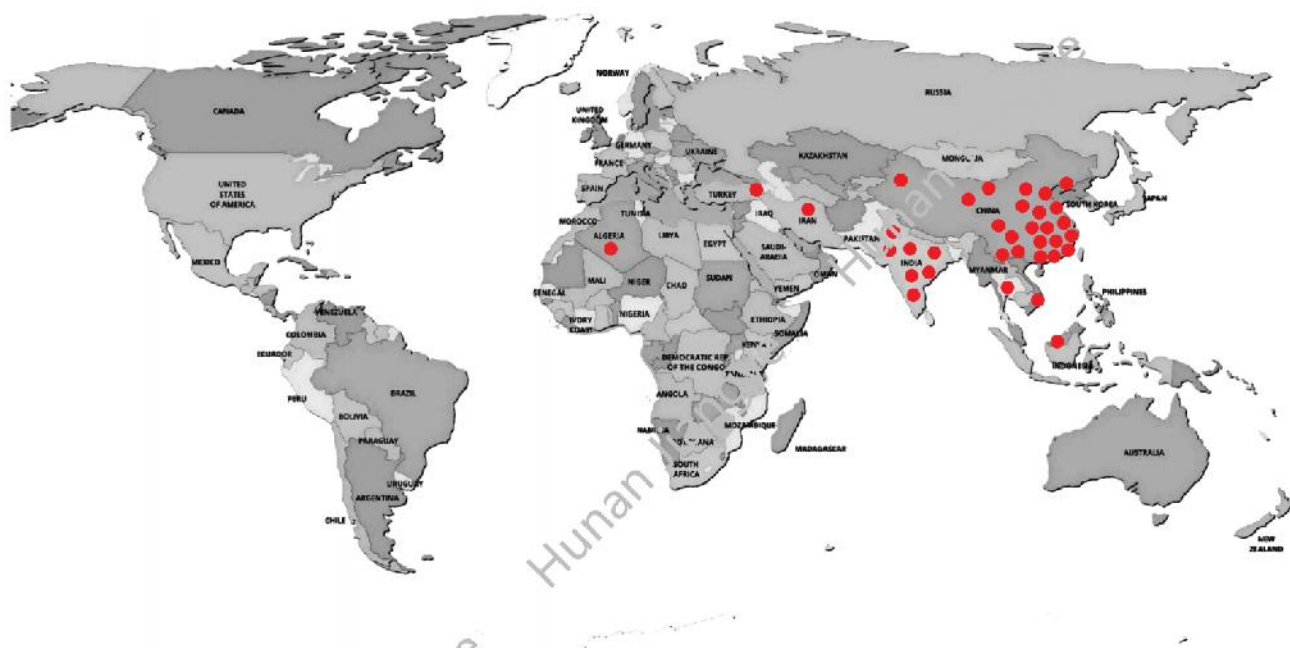 NORWAY
RUSSIA
CANADA
UNITED
KINGDOM
GERMANY
UKRAINE
KAZAKHSTAN
FRANCE
UNITED
STATES
OF AMERICA
SPAIN
TURKEY
CHINA
SOUTH KOREA
JAPAN
TUNISIA
MOROCCO
IRAQ
IRAN
ALGERIA
LIBYA
EGYPT
PAKISTAN
SAUDI-
ARABIA
MEXICO
INDIA
MALI
NIGER
CHAD
SUDAN
OMAN
MYANMAR
YEMEN
SENEGAL
PHILIPPINES
VENEZUELA
NIGERIA
IVORY
COAST
ETHIOPIA
COLOMBIA
SOMALIA
ECUADOR
DEMOCRATIC REP
OF THE CONGO
INDONESIA
BRAZIL
ANGOLA
PERU
BOLIVIA
MOZAMBIQUE
PARAGUAY
MADAGASCAR
AUSTRALIA
SOUTH
AFRICA
URUGUAY
ARGENTINA
CHILE
NEW
ZEALAND
Hunan